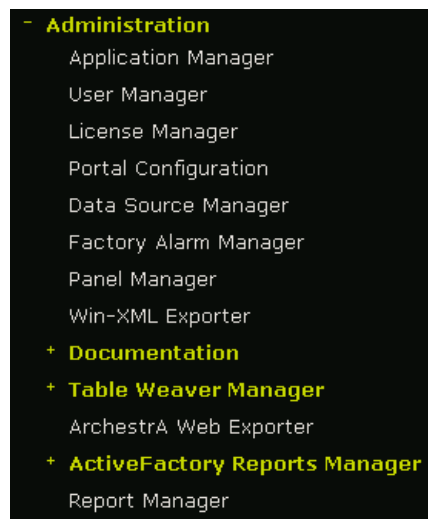 - Administration
Application Manager
User Manager
License Manager
Portal Configuration
Data Source Manager
Factory Alarm Manager
Panel Manager
Win-XML Exporter
+ Documentation
+ Table Weaver Manager
ArchestrA Web Exporter
+ ActiveFactory Reports Manager
Report Manager